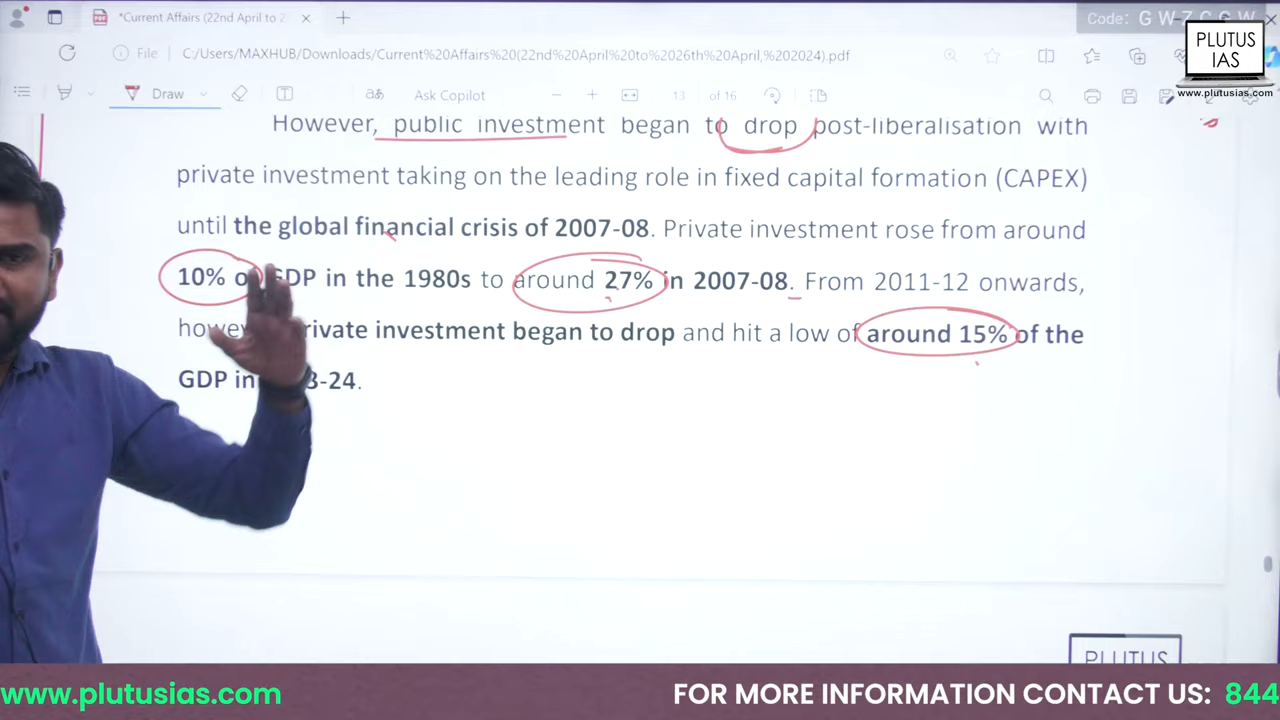 *Current Affairs (22nd April to 2
Code: G W
PLUTUS
IAS
www.plutusias.com
File C:/Users/MAXHUB/Downloads/Current%20Affairs%20(22nd%20April%20to%2026th%20April,%202024).pdf
Draw Ask Copilot 13 of 16
However, public investment began to drop post-liberalisation with
private investment taking on the leading role in fixed capital formation (CAPEX)
until the global financial crisis of 2007-08. Private investment rose from around
10% GDP in the 1980s to around 27% in 2007-08. From 2011-12 onwards,
private investment began to drop and hit a low of around 15% of the
GDP in 3-24.
PLUTUS
www.plutusias.com FOR MORE INFORMATION CONTACT US: 844